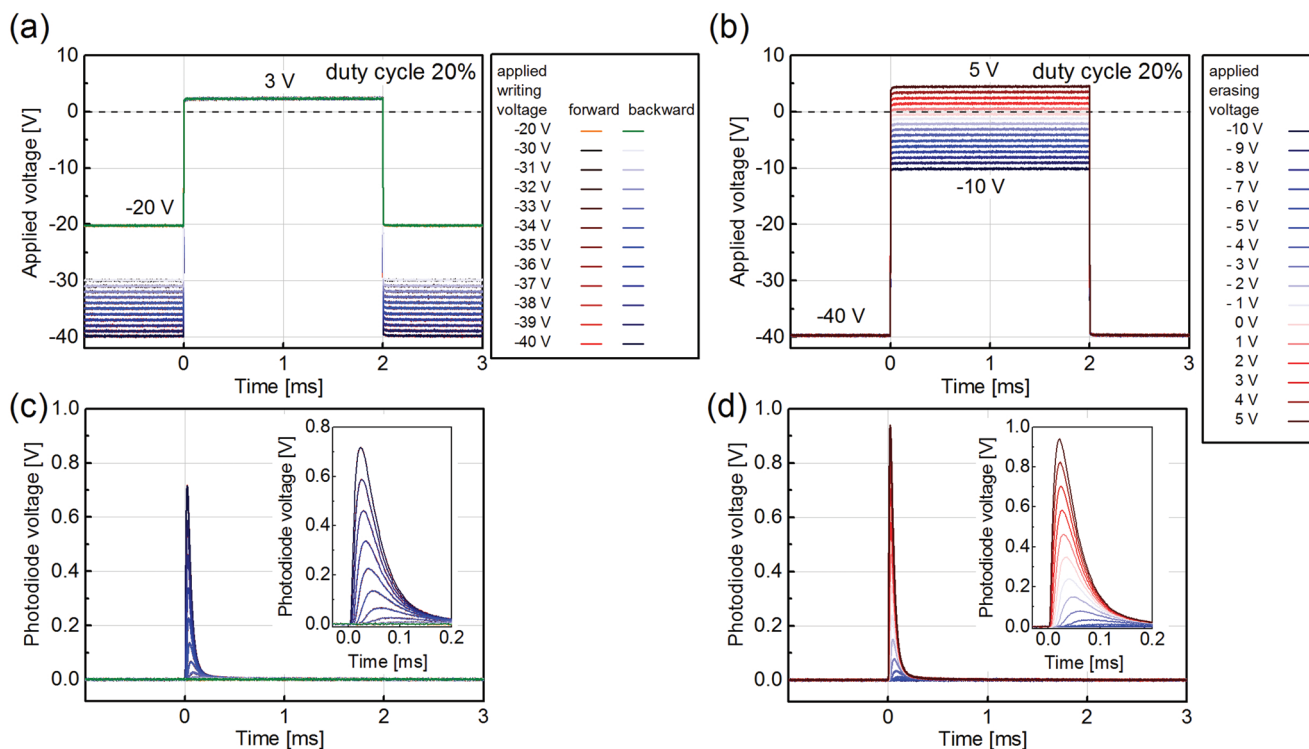 (a)
10
0
-10
-20
-30
-40
Applied voltage [V]
3 V
duty cycle 20%
-20 V
0
1
2
3
Time [ms]
applied
writing
voltage forward backward
-20 V
-30 V
-31 V
-32 V
-33 V
-34 V
-35 V
-36 V
-37 V
-38 V
-39 V
-40 V
(b)
10
0
-10
-20
-30
-40
Applied voltage [V]
5 V
duty cycle 20%
-10 V
-40 V
0
1
2
3
Time [ms]
applied
erasing
voltage
-10 V
-9 V
-8 V
-7 V
-6 V
-5 V
-4 V
-3 V
-2 V
-1 V
0 V
1 V
2 V
3 V
4 V
5 V
(c)
1.0
0.8
0.6
0.4
0.2
0.0
Photodiode voltage [V]
0
1
2
3
Time [ms]
0.8
0.6
0.4
0.2
0.0
Photodiode voltage [V]
0.0
0.1
0.2
Time [ms]
(d)
1.0
0.8
0.6
0.4
0.2
0.0
Photodiode voltage [V]
0
1
2
3
Time [ms]
1.0
0.8
0.6
0.4
0.2
0.0
Photodiode voltage [V]
0.0
0.1
0.2
Time [ms]